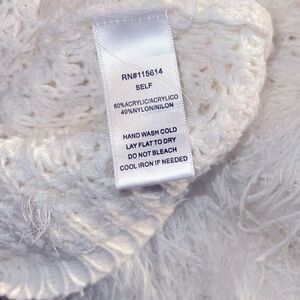 RN#115614
SELF
60%ACRYLIC/ACRYLICO
40%NYLON/NILON
HAND WASH COLD
LAY FLAT TO DRY
DO NOT BLEACH
COOL IRON IF NEEDED